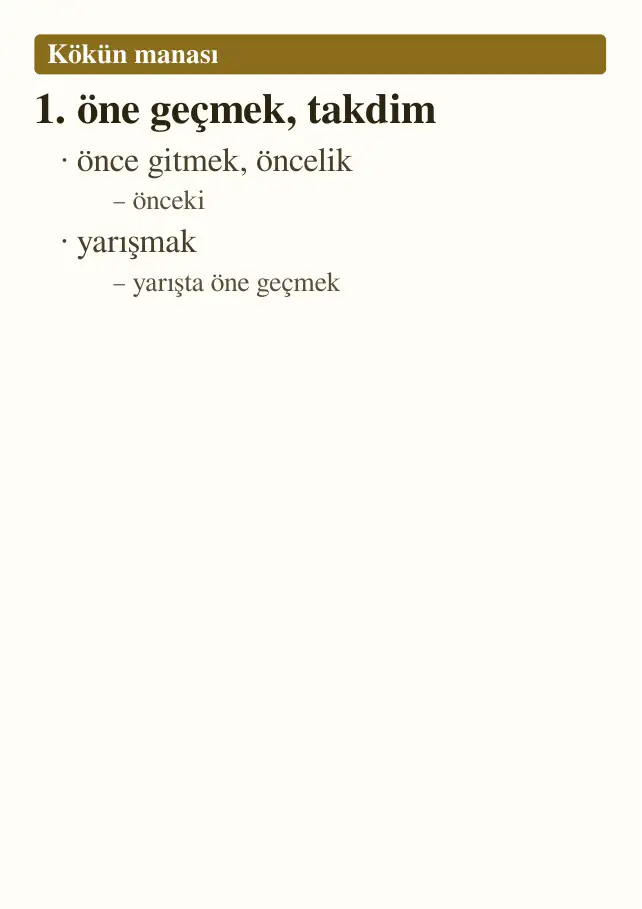 Kökün manası
1. öne geçmek, takdim
· önce gitmek, öncelik
– önceki
· yarışmak
– yarışta öne geçmek